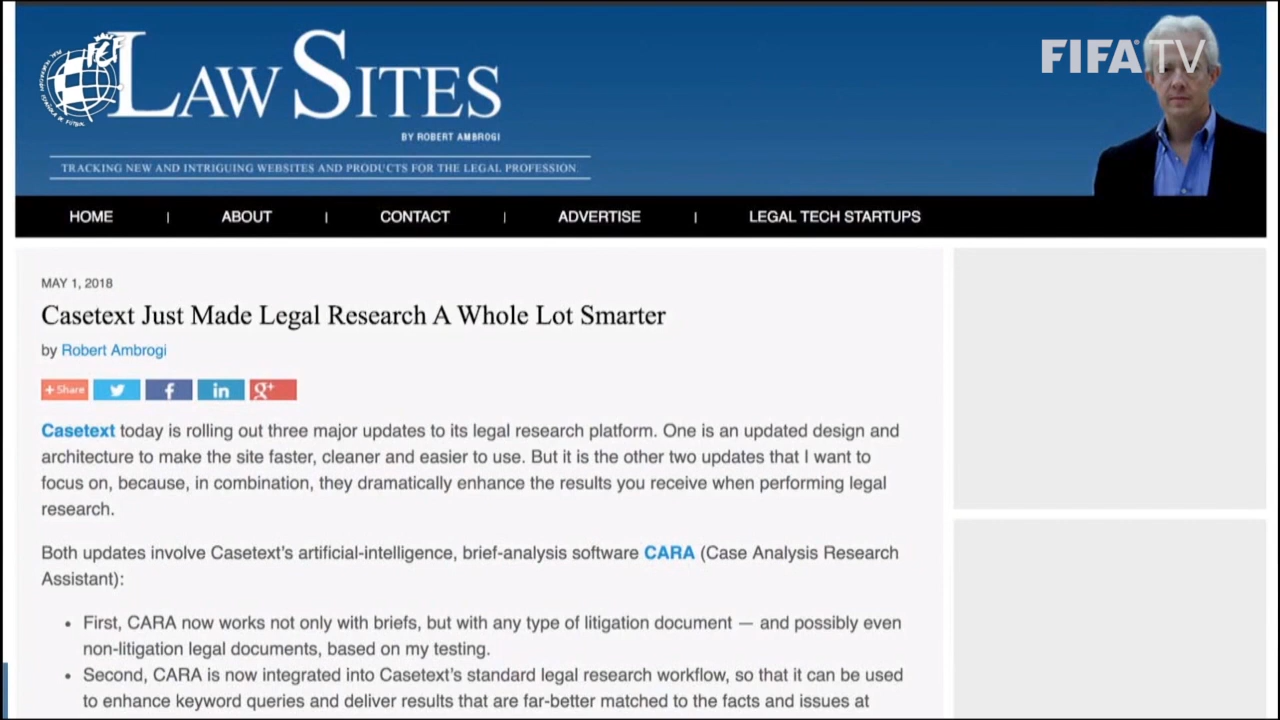 LAW SITES
FIFA TV
BY ROBERT AMBROGI
TRACKING NEW AND INTRIGUING WEBSITES AND PRODUCTS FOR THE LEGAL PROFESSION.
HOME | ABOUT | CONTACT | ADVERTISE | LEGAL TECH STARTUPS
MAY 1, 2018
Casetext Just Made Legal Research A Whole Lot Smarter
by Robert Ambrogi
+ Share
Casetext today is rolling out three major updates to its legal research platform. One is an updated design and
architecture to make the site faster, cleaner and easier to use. But it is the other two updates that I want to
focus on, because, in combination, they dramatically enhance the results you receive when performing legal
research.
Both updates involve Casetext's artificial-intelligence, brief-analysis software CARA (Case Analysis Research
Assistant):
• First, CARA now works not only with briefs, but with any type of litigation document — and possibly even
non-litigation legal documents, based on my testing.
• Second, CARA is now integrated into Casetext's standard legal research workflow, so that it can be used
to enhance keyword queries and deliver results that are far-better matched to the facts and issues at